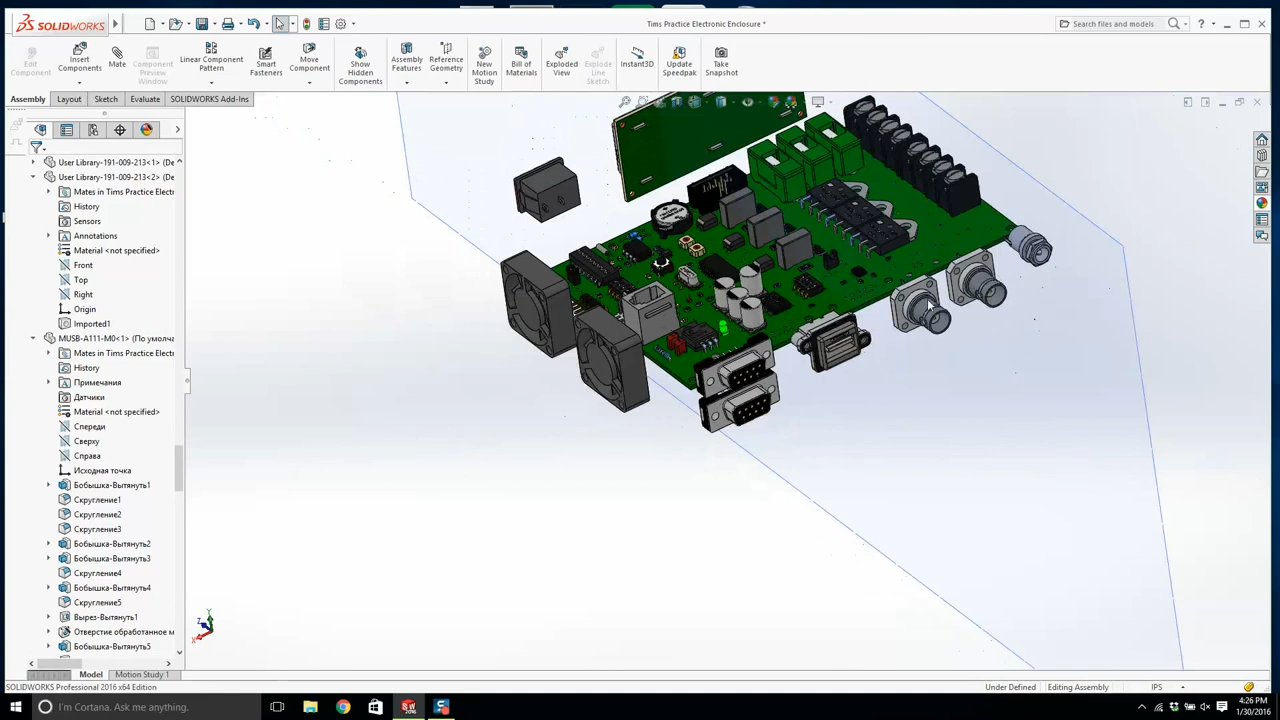 SOLIDWORKS
Tims Practice Electronic Enclosure *
Search files and models
Edit Component
Insert Components
Mate
Component Preview Window
Linear Component Pattern
Smart Fasteners
Move Component
Show Hidden Components
Assembly Features
Reference Geometry
New Motion Study
Bill of Materials
Exploded View
Explode Line Sketch
Instant3D
Update Speedpak
Take Snapshot
Assembly Layout Sketch Evaluate SOLIDWORKS Add-Ins
User Library-191-009-213<1> (De
User Library-191-009-213<2> (De
Mates in Tims Practice Electr
History
Sensors
Annotations
Material <not specified>
Front
Top
Right
Origin
Imported1
MUSB-A111-M0<1> (По умолча
Mates in Tims Practice Electr
History
Примечания
Датчики
Material <not specified>
Спереди
Сверху
Справа
Исходная точка
Бобышка-Вытянуть1
Скругление1
Скругление2
Скругление3
Бобышка-Вытянуть2
Бобышка-Вытянуть3
Скругление4
Бобышка-Вытянуть4
Скругление5
Вырез-Вытянуть1
Отверстие обработанное м
Бобышка-Вытянуть5
Y
Z
X
Model Motion Study 1
SOLIDWORKS Professional 2016 x64 Edition
Under Defined Editing Assembly IPS
I'm Cortana. Ask me anything.
4:26 PM
1/30/2016